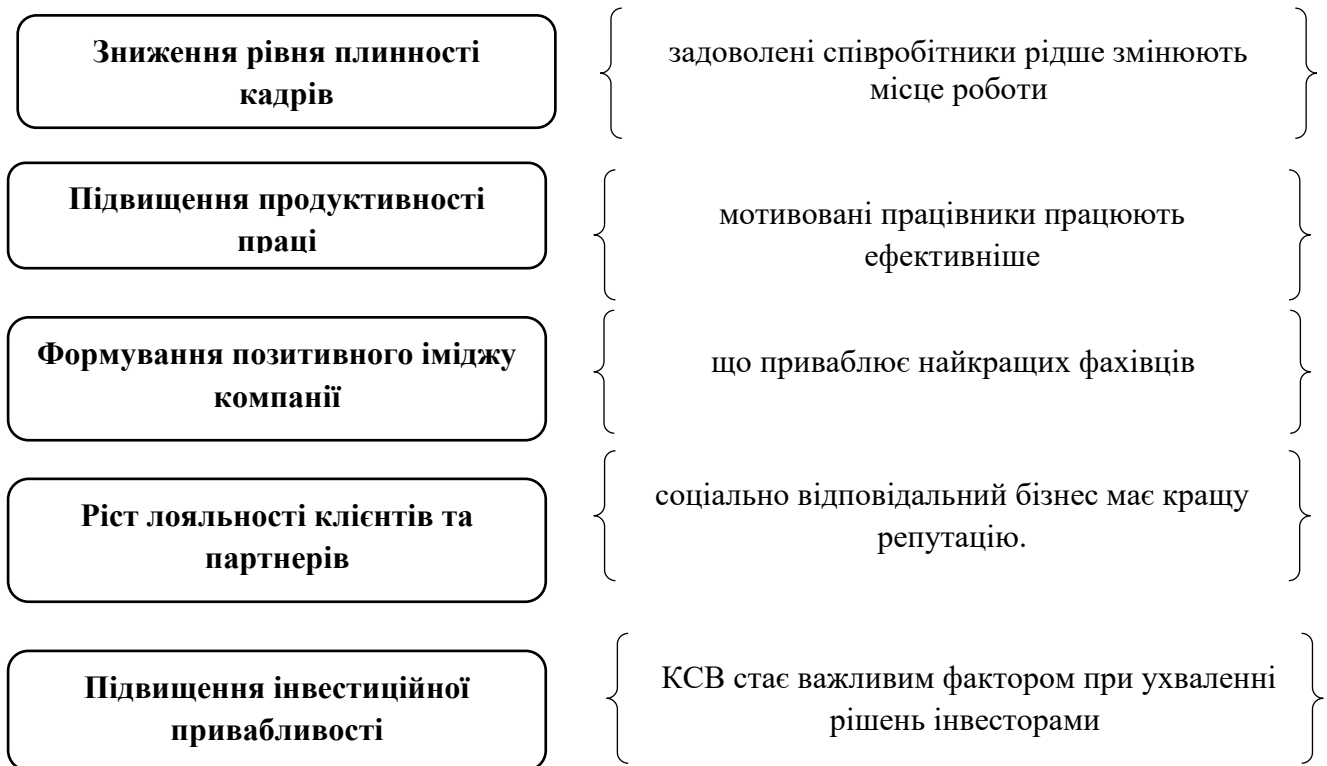 Зниження рівня плинності
кадрів
задоволені співробітники рідше змінюють
місце роботи
Підвищення продуктивності
праці
мотивовані працівники працюють
ефективніше
Формування позитивного іміджу
компанії
що приваблює найкращих фахівців
Ріст лояльності клієнтів та
партнерів
соціально відповідальний бізнес має кращу
репутацію.
Підвищення інвестиційної
привабливості
КСВ стає важливим фактором при ухваленні
рішень інвесторами